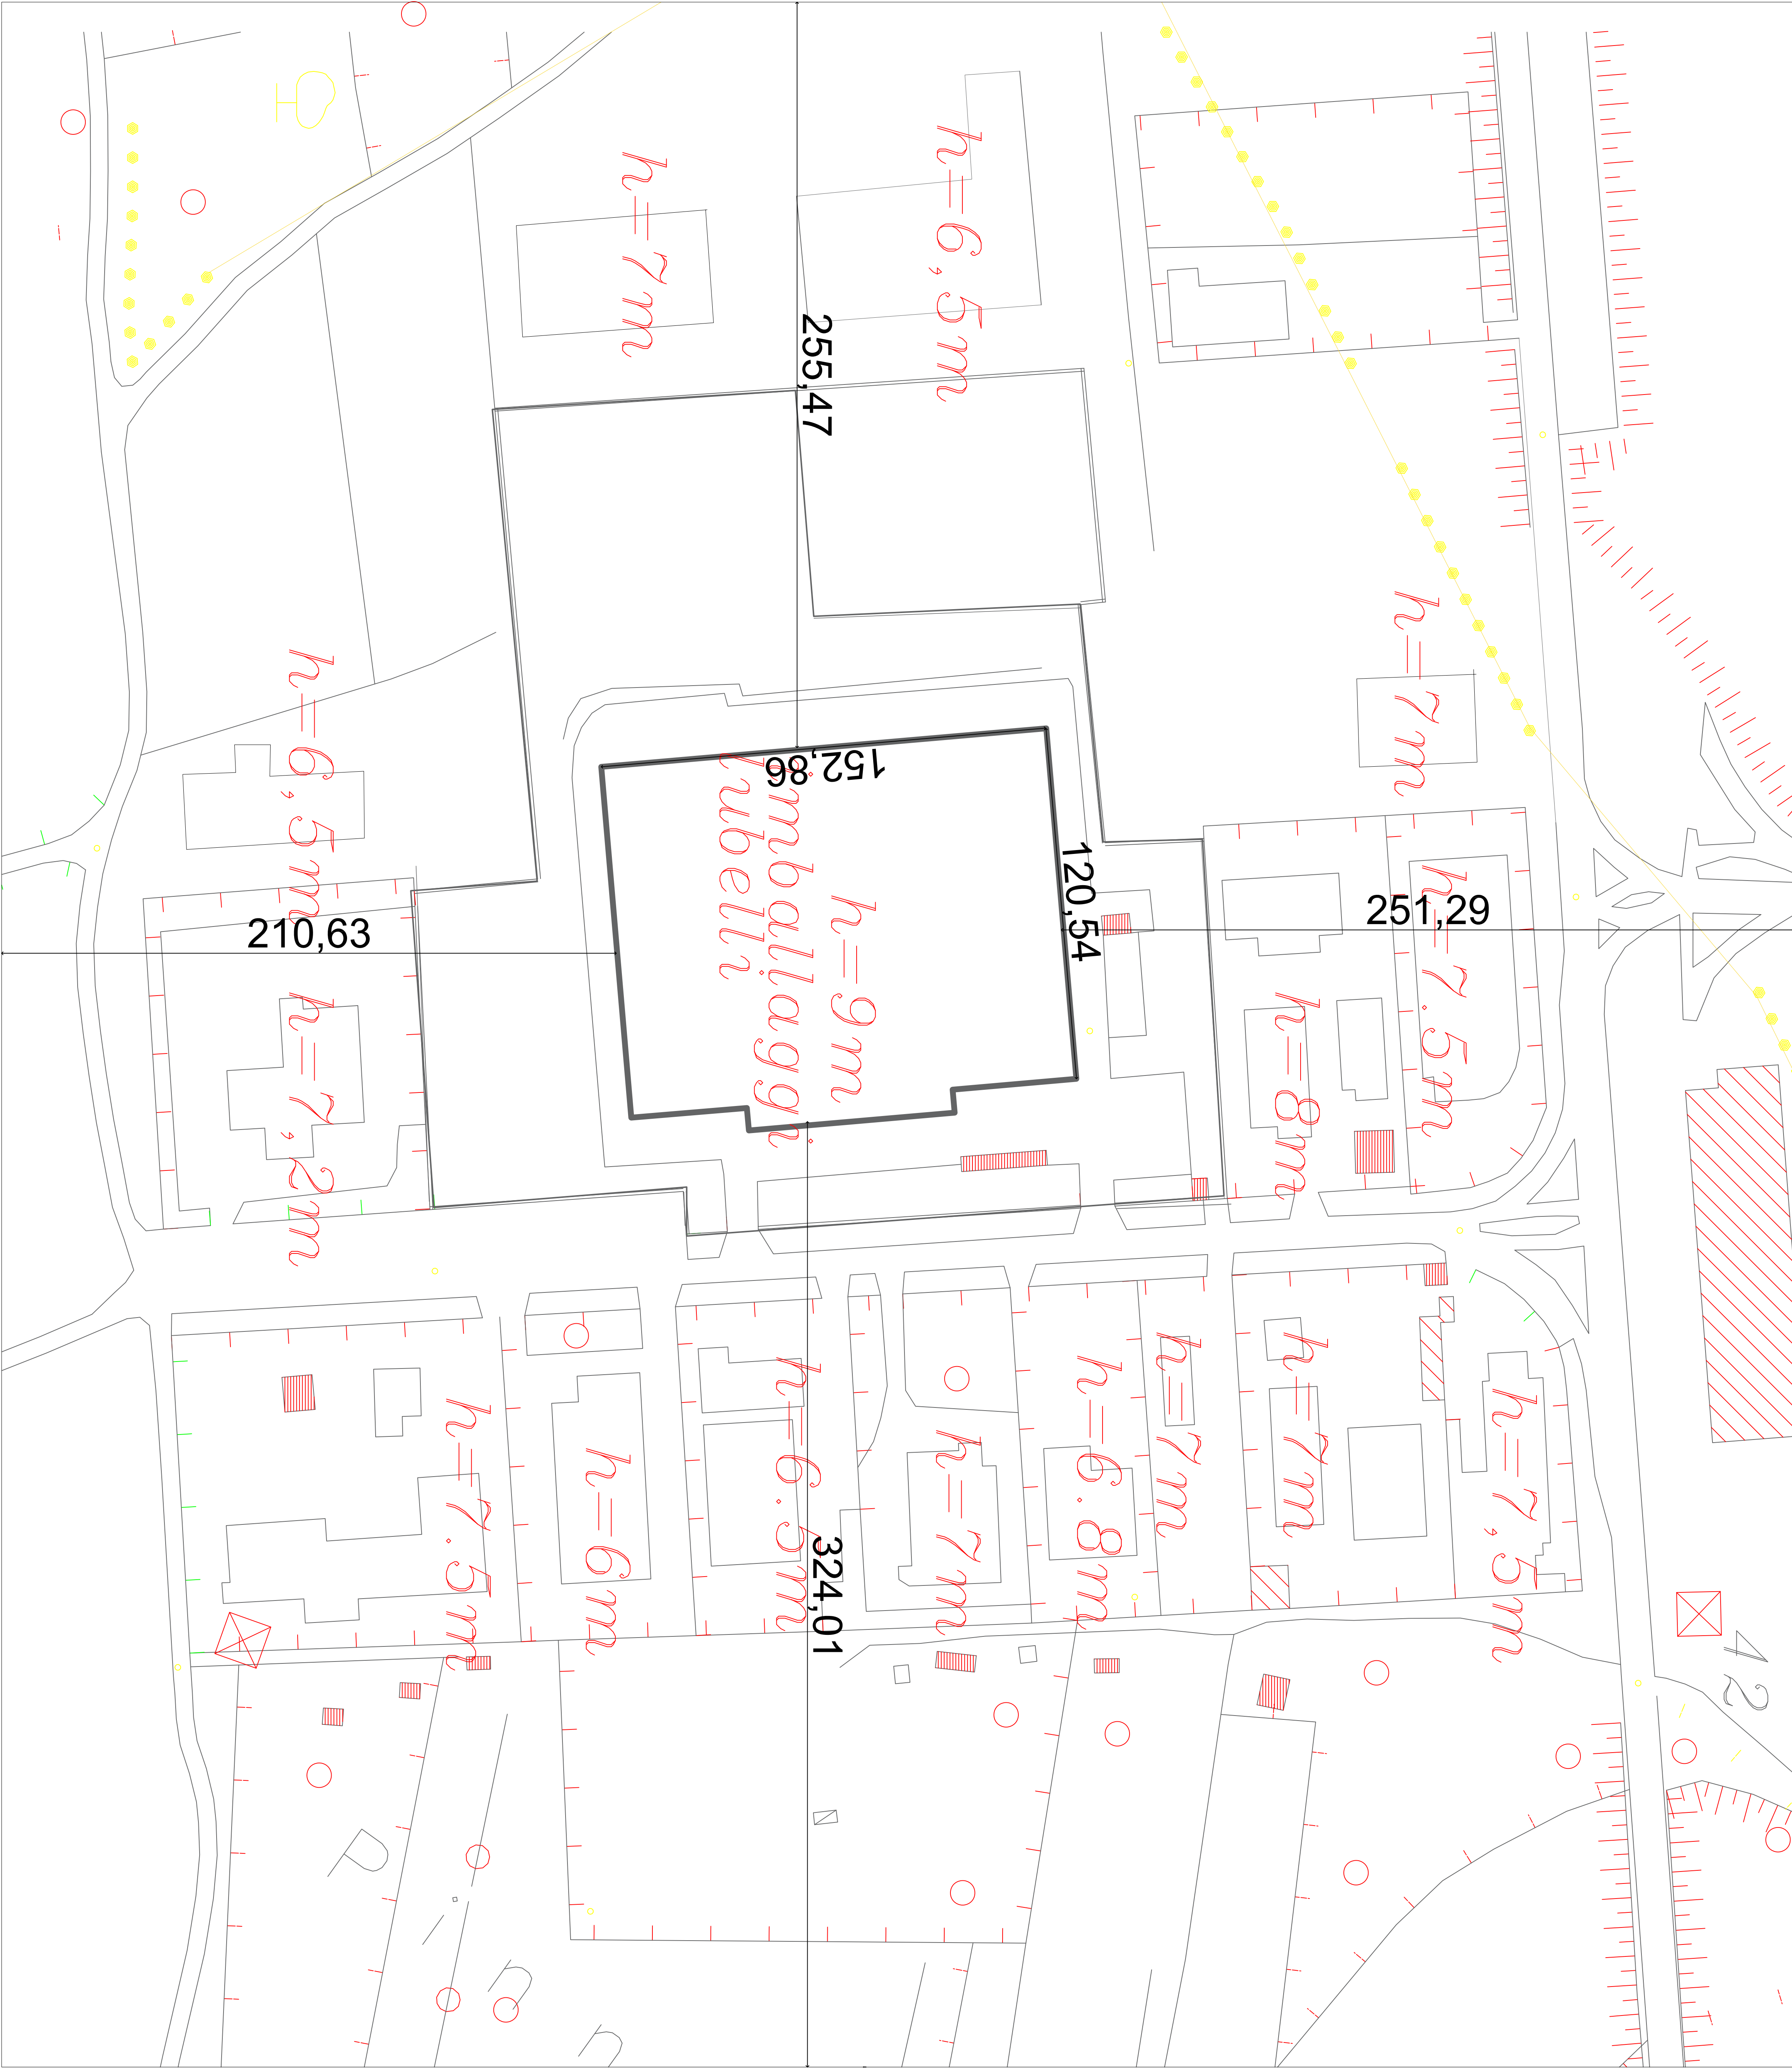 h=7m
h=6,5m
255,47
h=7m
h=6,5m
152,86
imballaggi.
tubeli
h=9m
120,54
251,29
h=7.5m
210,63
h=7,2m
h=8m
h=7.5m
h=6m
h=6.5m
324,01
h=7m
h=6.8m
h=7m
h=7m
h=7,5m